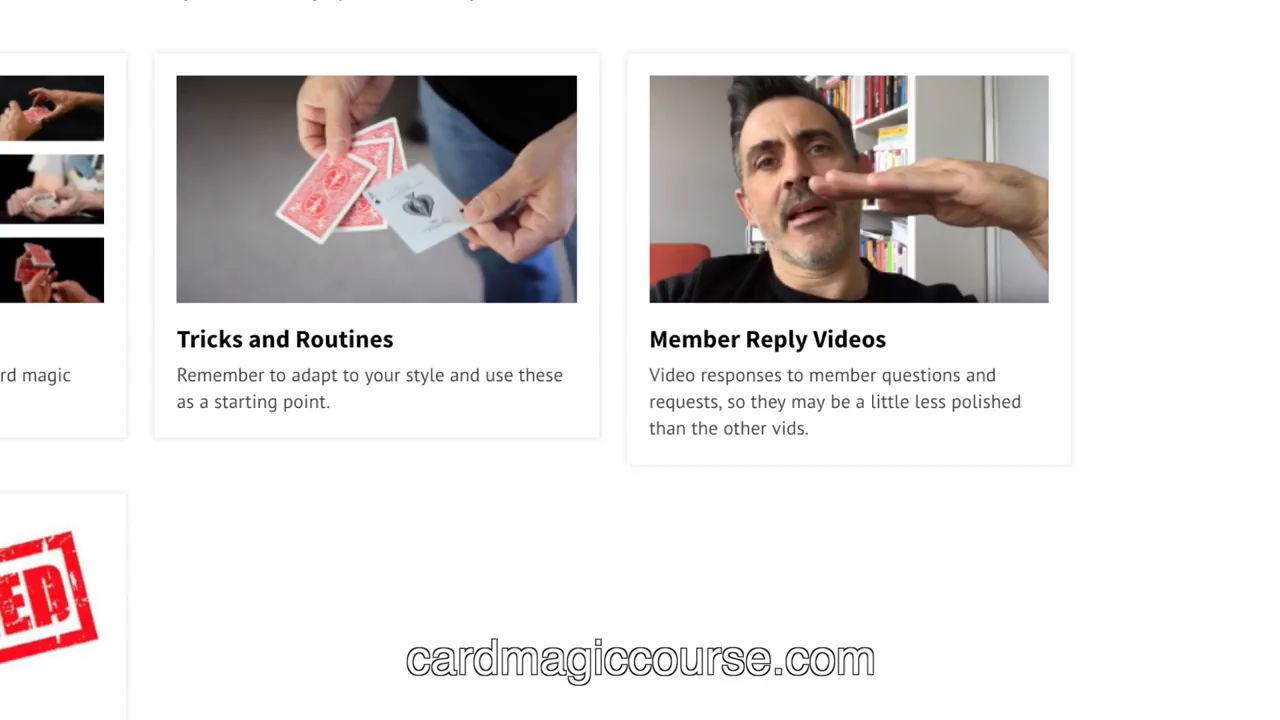 rd magic
Tricks and Routines
Remember to adapt to your style and use these
as a starting point.
Member Reply Videos
Video responses to member questions and
requests, so they may be a little less polished
than the other vids.
ED
cardmagiccourse.com